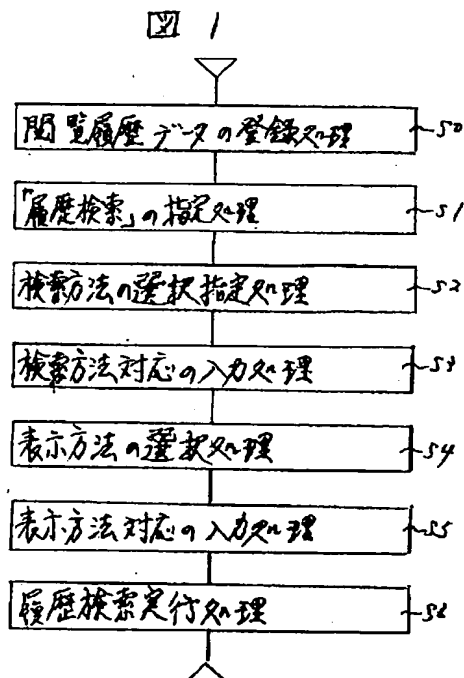 図 1
閲覧履歴データの登録処理 S0
「履歴検索」の指定処理 S1
検索方法の選択指定処理 S2
検索方法対応の入力処理 S3
表示方法の選択処理 S4
表示方法対応の入力処理 S5
履歴検索実行処理 S6